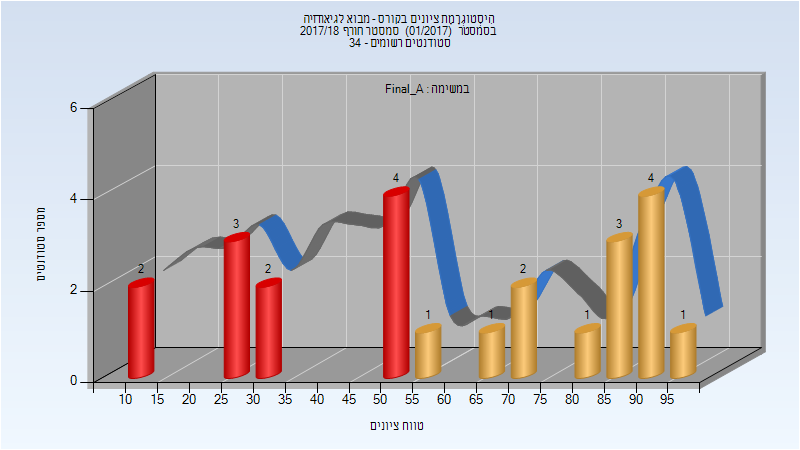 היסטוגרמת ציונים בקורס - מבוא לגיאודזיה
בסמסטר (01/2017) סמסטר חורף 2017/18
סטודנטים רשומים - 34
במשימה : Final_A
מספר סטודנטים
6
4
2
0
2
3
2
4
1
1
2
1
3
4
1
10 15 20 25 30 35 40 45 50 55 60 65 70 75 80 85 90 95
טווח ציונים